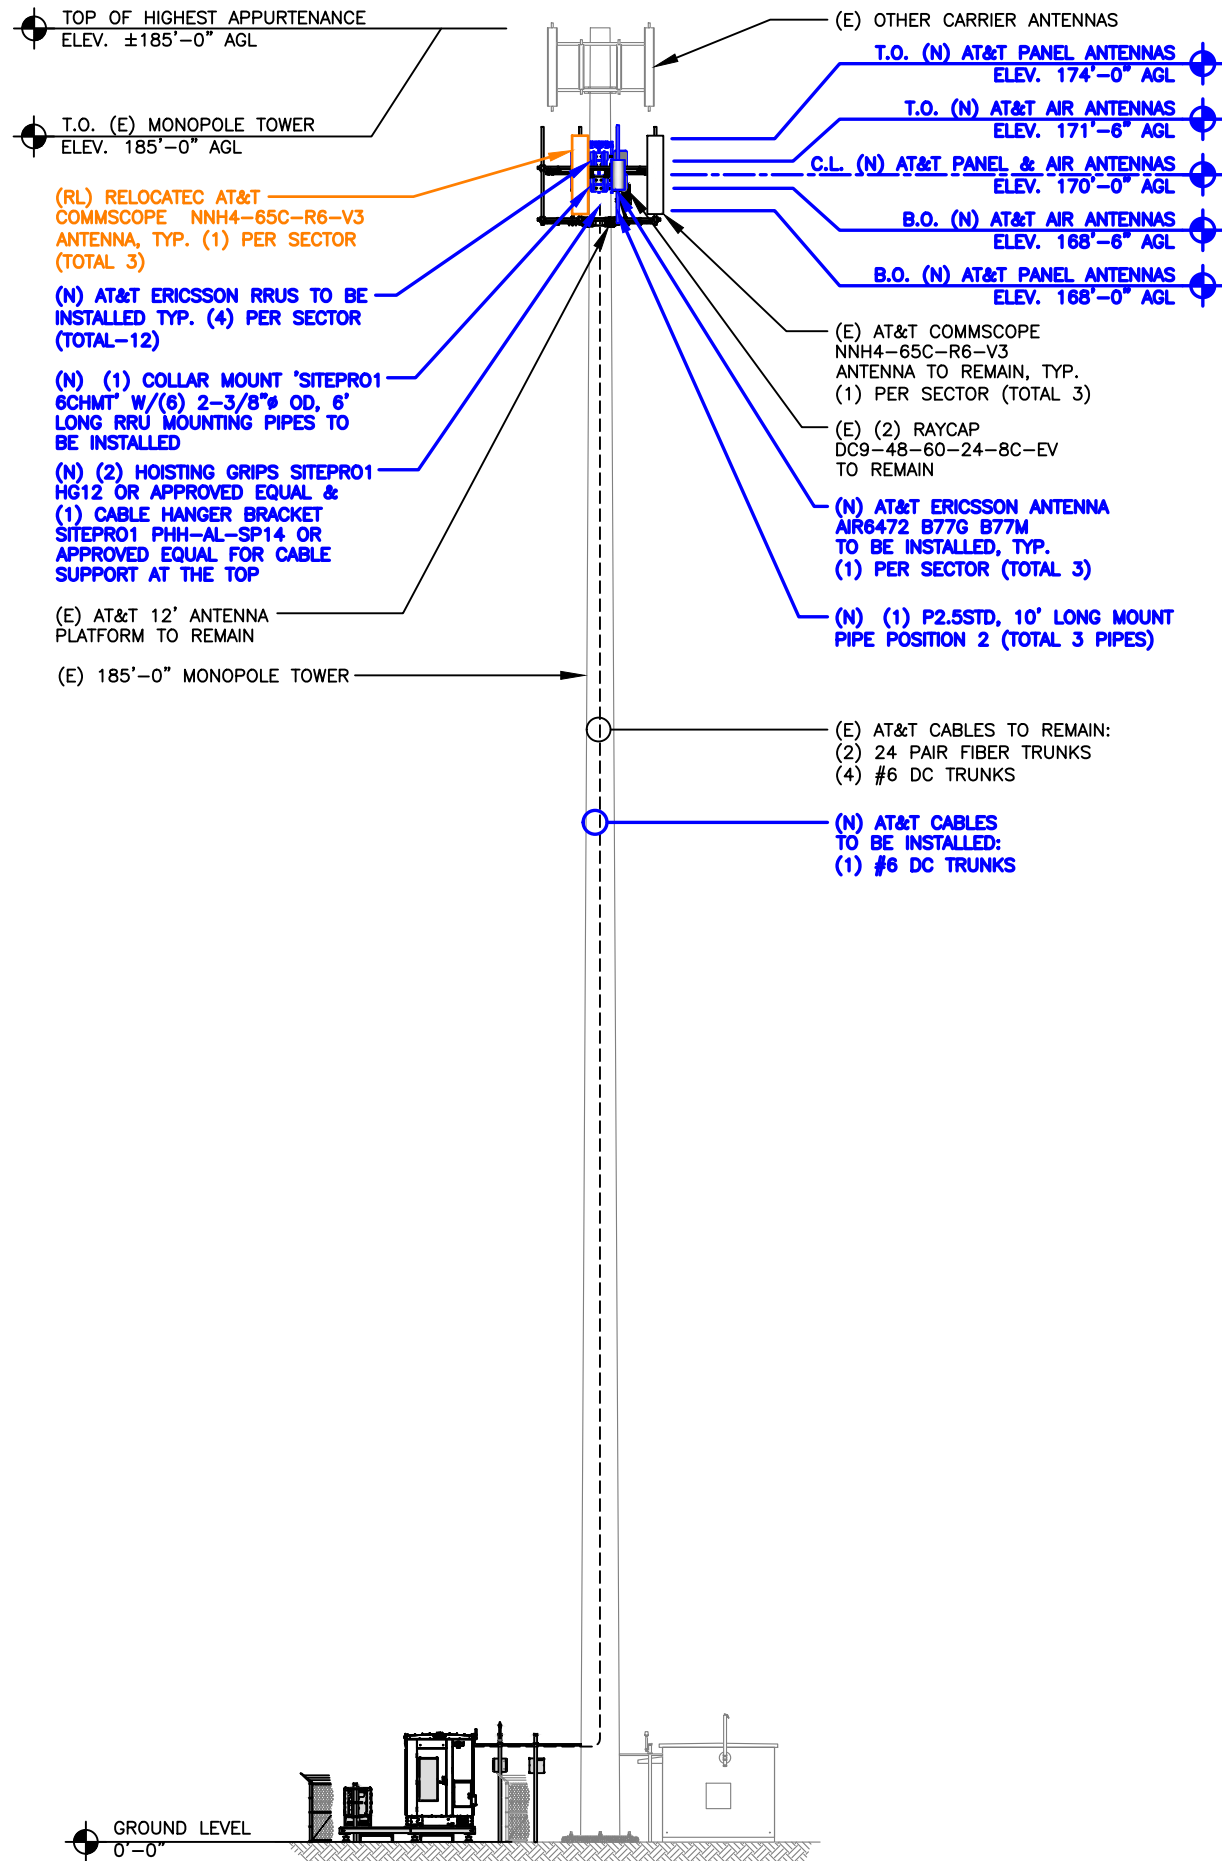 TOP OF HIGHEST APPURTENANCE
ELEV. ±185'-0" AGL
T.O. (E) MONOPOLE TOWER
ELEV. 185'-0" AGL
(RL) RELOCATEC AT&T
COMMSCOPE NNH4-65C-R6-V3
ANTENNA, TYP. (1) PER SECTOR
(TOTAL 3)
(N) AT&T ERICSSON RRUS TO BE
INSTALLED TYP. (4) PER SECTOR
(TOTAL-12)
(N) (1) COLLAR MOUNT 'SITEPRO1
6CHMT' W/(6) 2-3/8"ø OD, 6'
LONG RRU MOUNTING PIPES TO
BE INSTALLED
(N) (2) HOISTING GRIPS SITEPRO1
HG12 OR APPROVED EQUAL &
(1) CABLE HANGER BRACKET
SITEPRO1 PHH-AL-SP14 OR
APPROVED EQUAL FOR CABLE
SUPPORT AT THE TOP
(E) AT&T 12' ANTENNA
PLATFORM TO REMAIN
(E) 185'-0" MONOPOLE TOWER
(E) OTHER CARRIER ANTENNAS
T.O. (N) AT&T PANEL ANTENNAS
ELEV. 174'-0" AGL
T.O. (N) AT&T AIR ANTENNAS
ELEV. 171'-6" AGL
C.L. (N) AT&T PANEL & AIR ANTENNAS
ELEV. 170'-0" AGL
B.O. (N) AT&T AIR ANTENNAS
ELEV. 168'-6" AGL
B.O. (N) AT&T PANEL ANTENNAS
ELEV. 168'-0" AGL
(E) AT&T COMMSCOPE
NNH4-65C-R6-V3
ANTENNA TO REMAIN, TYP.
(1) PER SECTOR (TOTAL 3)
(E) (2) RAYCAP
DC9-48-60-24-8C-EV
TO REMAIN
(N) AT&T ERICSSON ANTENNA
AIR6472 B77G B77M
TO BE INSTALLED, TYP.
(1) PER SECTOR (TOTAL 3)
(N) (1) P2.5STD, 10' LONG MOUNT
PIPE POSITION 2 (TOTAL 3 PIPES)
(E) AT&T CABLES TO REMAIN:
(2) 24 PAIR FIBER TRUNKS
(4) #6 DC TRUNKS
(N) AT&T CABLES
TO BE INSTALLED:
(1) #6 DC TRUNKS
GROUND LEVEL
0'-0"